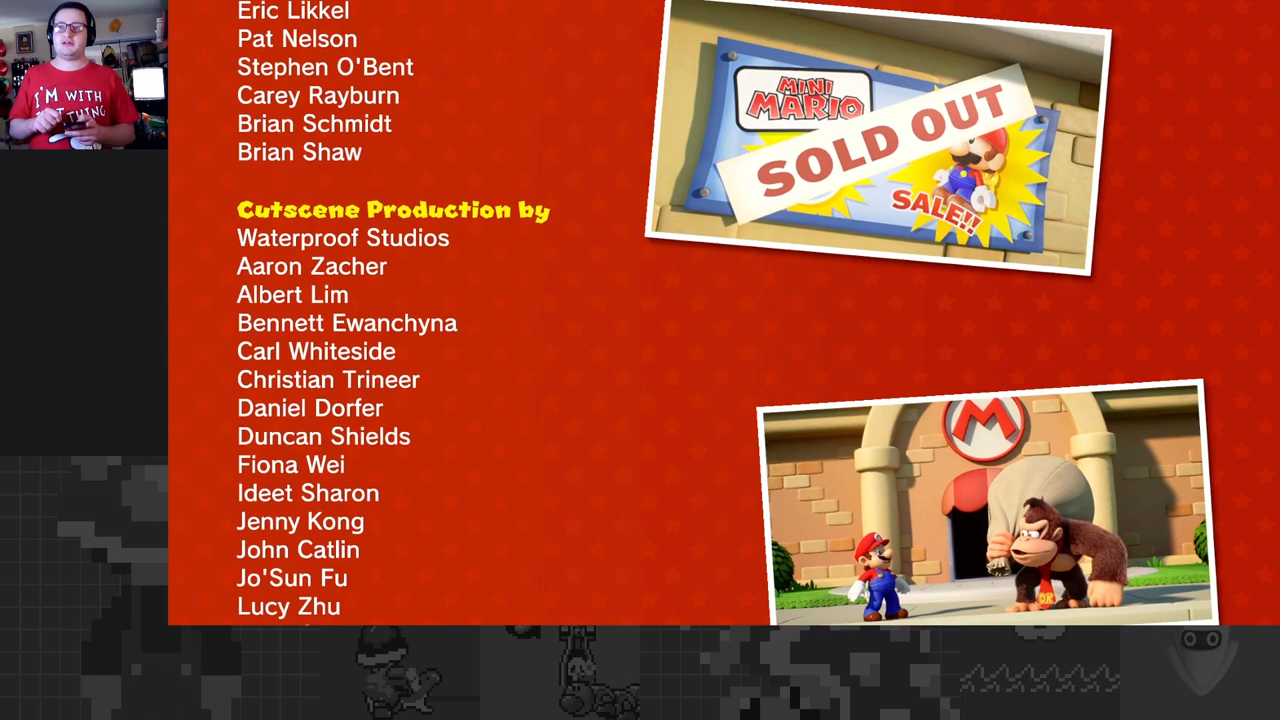 Eric Likkel
Pat Nelson
Stephen O'Bent
Carey Rayburn
Brian Schmidt
Brian Shaw
Cutscene Production by
Waterproof Studios
Aaron Zacher
Albert Lim
Bennett Ewanchyna
Carl Whiteside
Christian Trineer
Daniel Dorfer
Duncan Shields
Fiona Wei
Ideet Sharon
Jenny Kong
John Catlin
Jo'Sun Fu
Lucy Zhu
MINI
MARIO
SOLD OUT
SALE!!
M
DK
I'M WITH